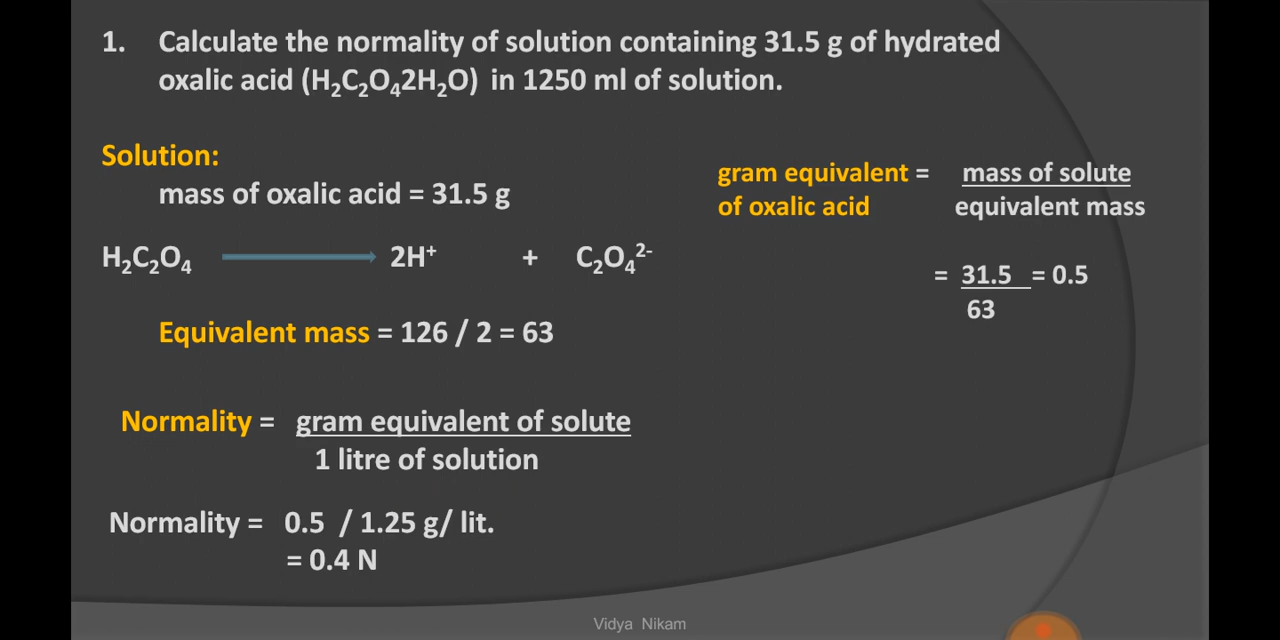 1. Calculate the normality of solution containing 31.5 g of hydrated
oxalic acid (H₂C₂O₄2H₂O) in 1250 ml of solution.
Solution:
mass of oxalic acid = 31.5 g
H₂C₂O₄ ⟶ 2H⁺ + C₂O₄²⁻
Equivalent mass = 126 / 2 = 63
gram equivalent = mass of solute
of oxalic acid equivalent mass
= 31.5 = 0.5
63
Normality = gram equivalent of solute
1 litre of solution
Normality = 0.5 / 1.25 g/ lit.
= 0.4 N
Vidya Nikam